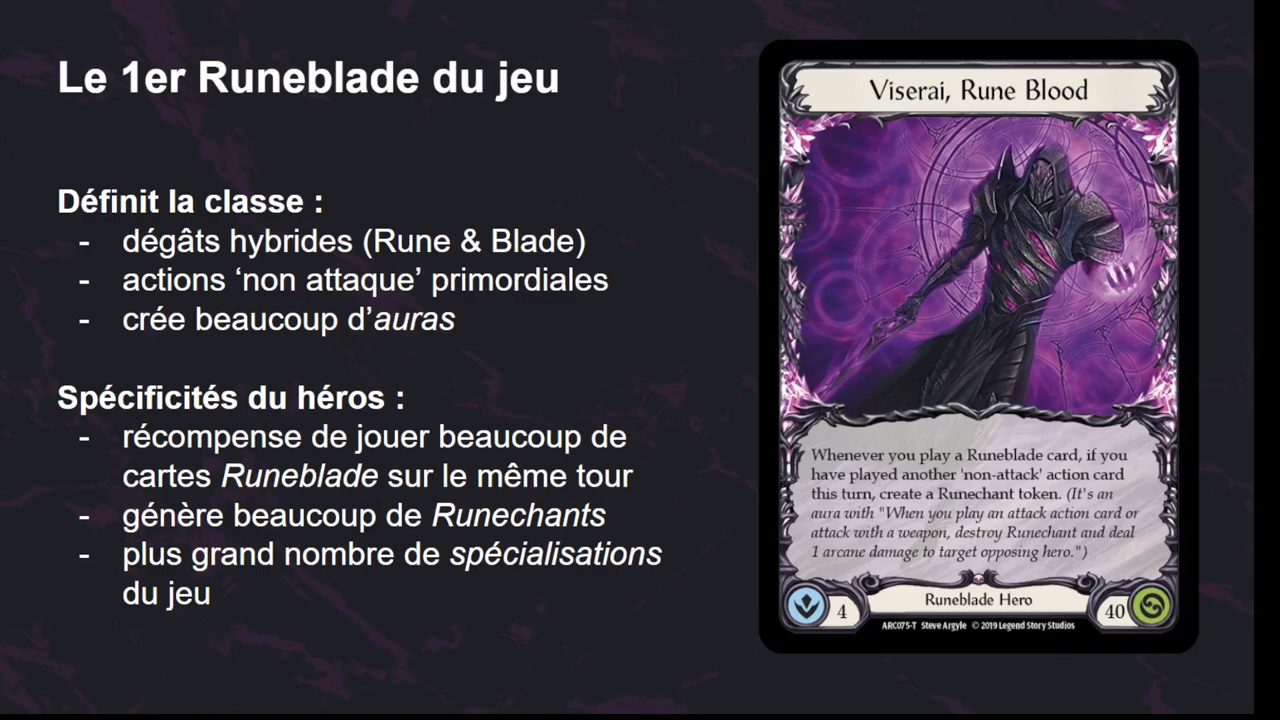 Le 1er Runeblade du jeu
Définit la classe :
- dégâts hybrides (Rune & Blade)
- actions ‘non attaque’ primordiales
- crée beaucoup d’auras
Spécificités du héros :
- récompense de jouer beaucoup de
cartes Runeblade sur le même tour
- génère beaucoup de Runechants
- plus grand nombre de spécialisations
du jeu
Viserai, Rune Blood
Whenever you play a Runeblade card, if you
have played another 'non-attack' action card
this turn, create a Runechant token. (It's an
aura with "When you play an attack action card or
attack with a weapon, destroy Runechant and deal
1 arcane damage to target opposing hero.")
Runeblade Hero
4
40
ARC075-T Steve Argyle © 2019 Legend Story Studios